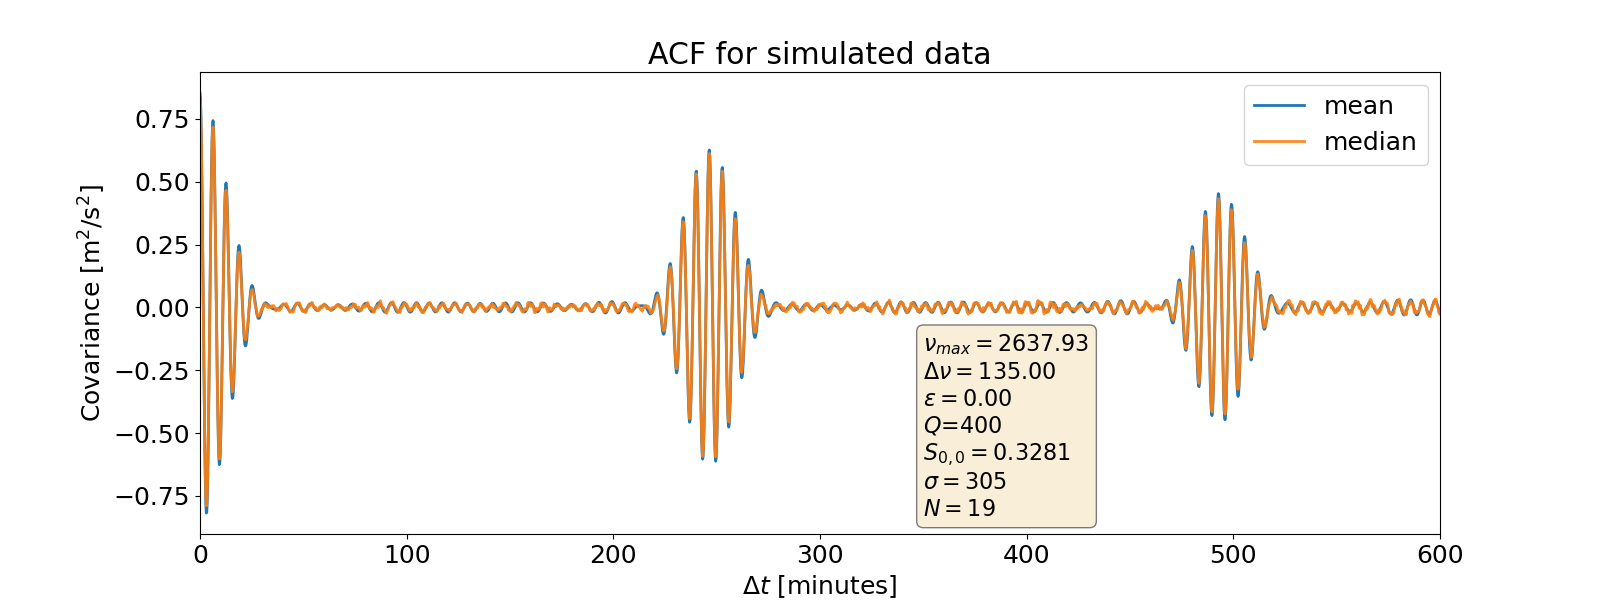 ACF for simulated data
mean
median
Covariance [m²/s²]
0.75
0.50
0.25
0.00
−0.25
−0.50
−0.75
ν_max = 2637.93
Δν = 135.00
ε = 0.00
Q=400
S_0,0 = 0.3281
σ = 305
N = 19
0 100 200 300 400 500 600
Δt [minutes]